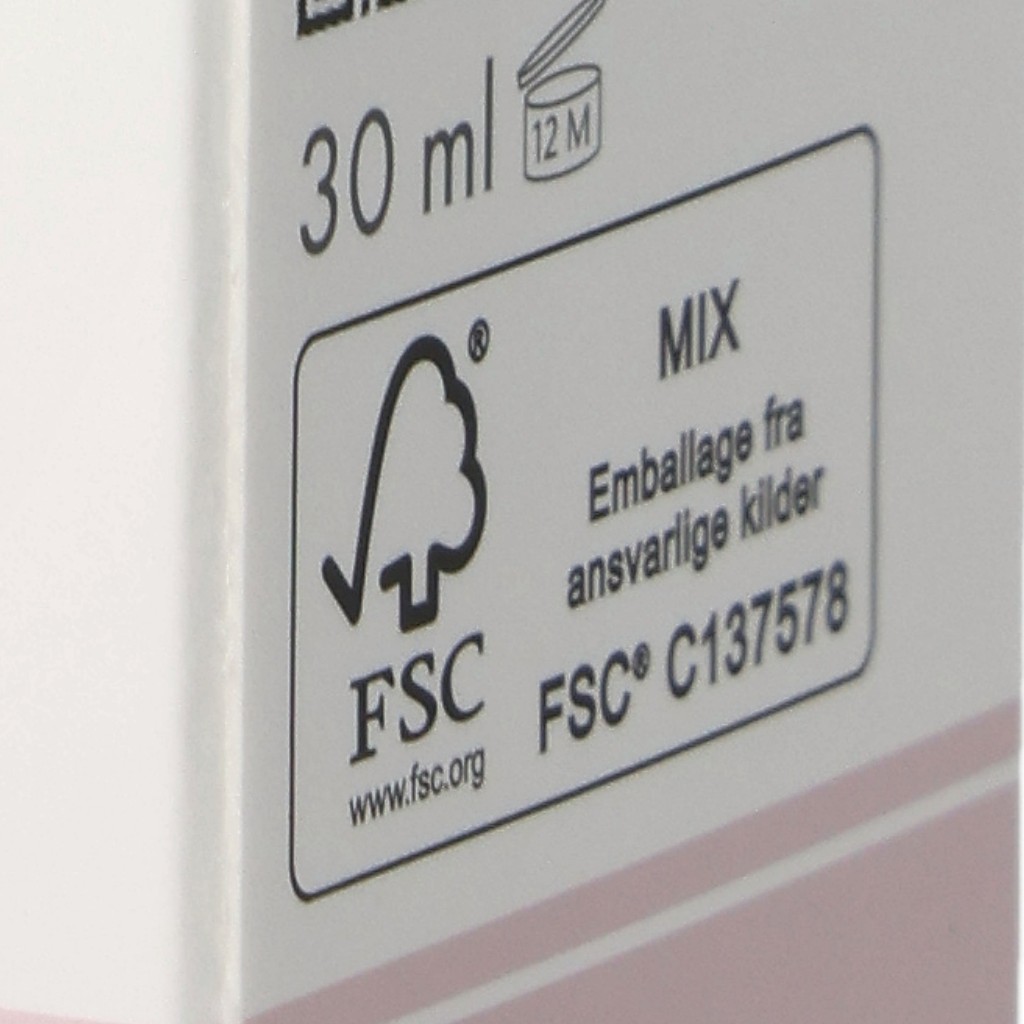 30 ml 12 M
®
MIX
Emballage fra
ansvarlige kilder
FSC® C137578
FSC
www.fsc.org